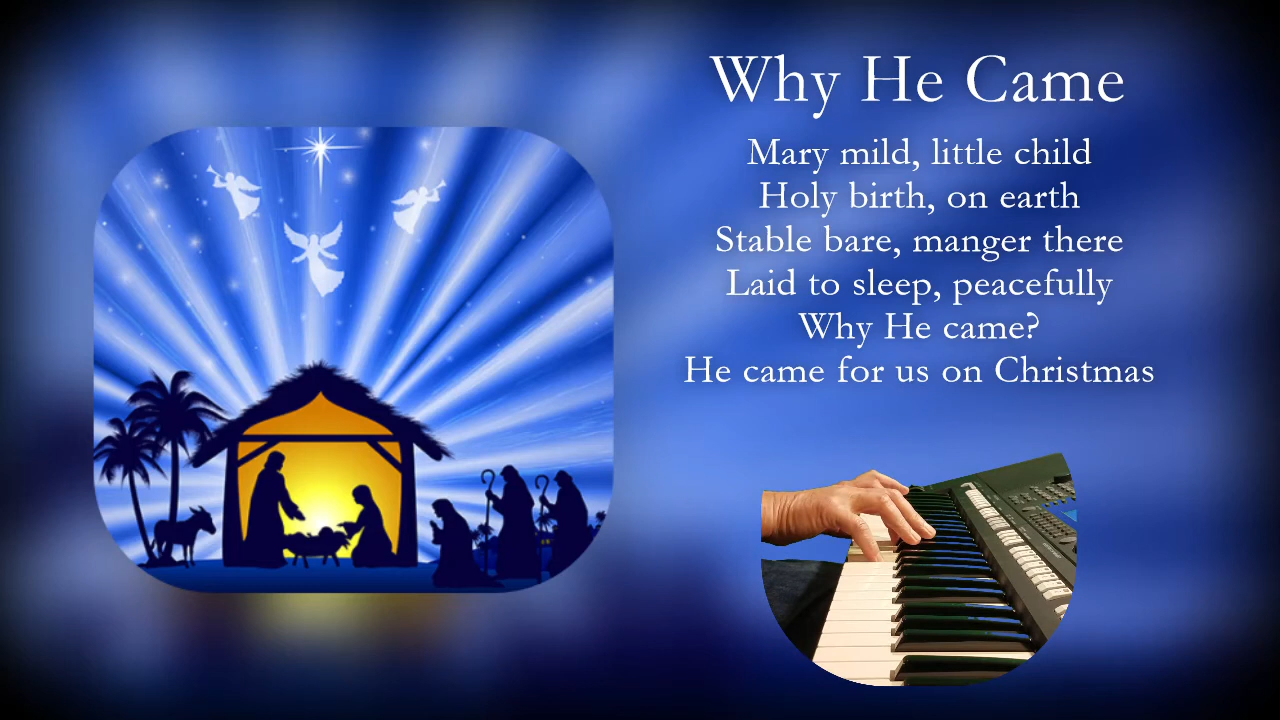 Why He Came
Mary mild, little child
Holy birth, on earth
Stable bare, manger there
Laid to sleep, peacefully
Why He came?
He came for us on Christmas